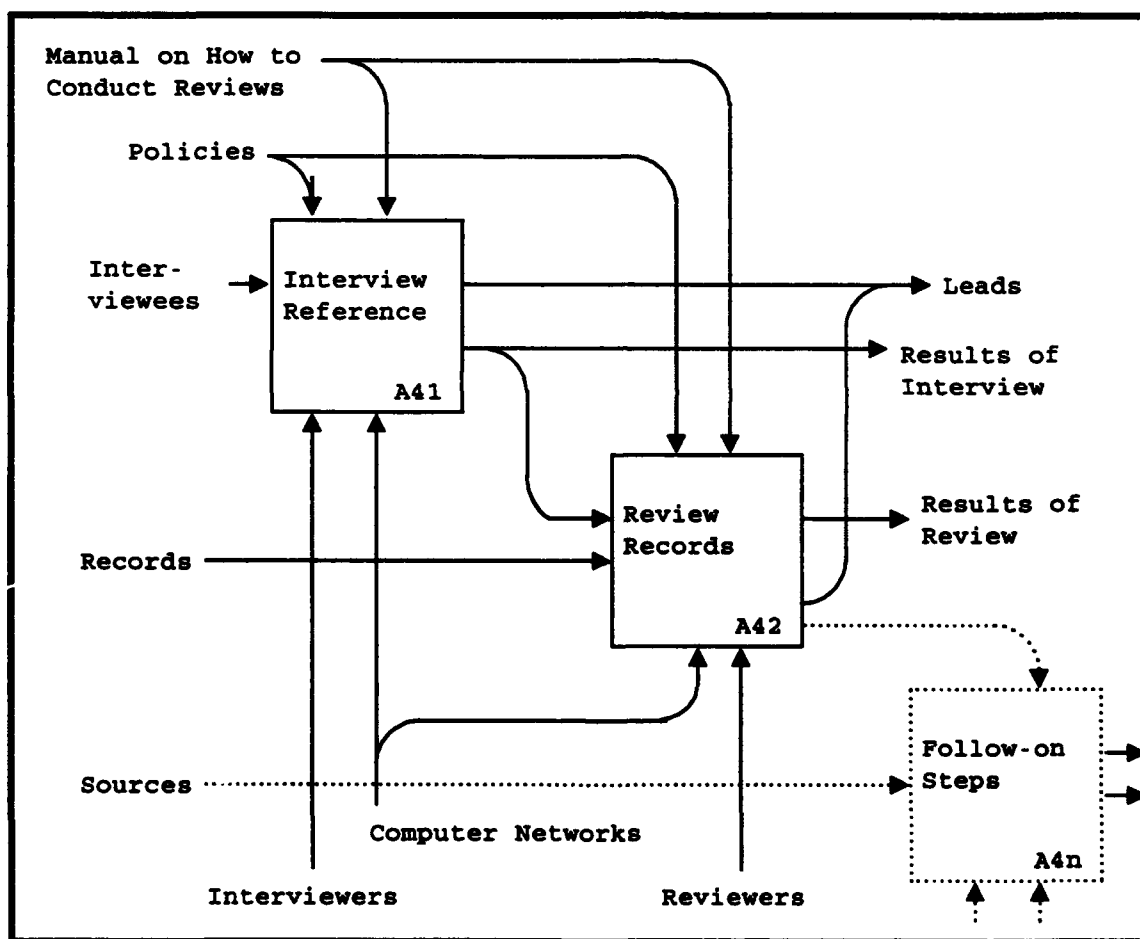 Manual on How to
Conduct Reviews
Policies
Inter-
viewees
Interview
Reference
A41
Leads
Results of
Interview
Review
Records
A42
Results of
Review
Records
Sources
Follow-on
Steps
A4n
Computer Networks
Interviewers
Reviewers